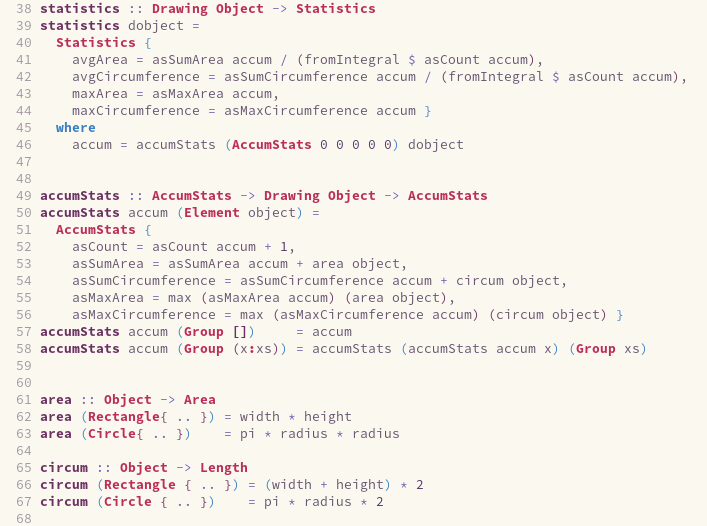 38 statistics :: Drawing Object -> Statistics
39 statistics dobject =
40   Statistics {
41     avgArea = asSumArea accum / (fromIntegral $ asCount accum),
42     avgCircumference = asSumCircumference accum / (fromIntegral $ asCount accum),
43     maxArea = asMaxArea accum,
44     maxCircumference = asMaxCircumference accum }
45   where
46     accum = accumStats (AccumStats 0 0 0 0 0) dobject
47
48
49 accumStats :: AccumStats -> Drawing Object -> AccumStats
50 accumStats accum (Element object) =
51   AccumStats {
52     asCount = asCount accum + 1,
53     asSumArea = asSumArea accum + area object,
54     asSumCircumference = asSumCircumference accum + circum object,
55     asMaxArea = max (asMaxArea accum) (area object),
56     asMaxCircumference = max (asMaxCircumference accum) (circum object) }
57 accumStats accum (Group [])     = accum
58 accumStats accum (Group (x:xs)) = accumStats (accumStats accum x) (Group xs)
59
60
61 area :: Object -> Area
62 area (Rectangle{ .. }) = width * height
63 area (Circle{ .. })    = pi * radius * radius
64
65 circum :: Object -> Length
66 circum (Rectangle { .. }) = (width + height) * 2
67 circum (Circle { .. })    = pi * radius * 2
68